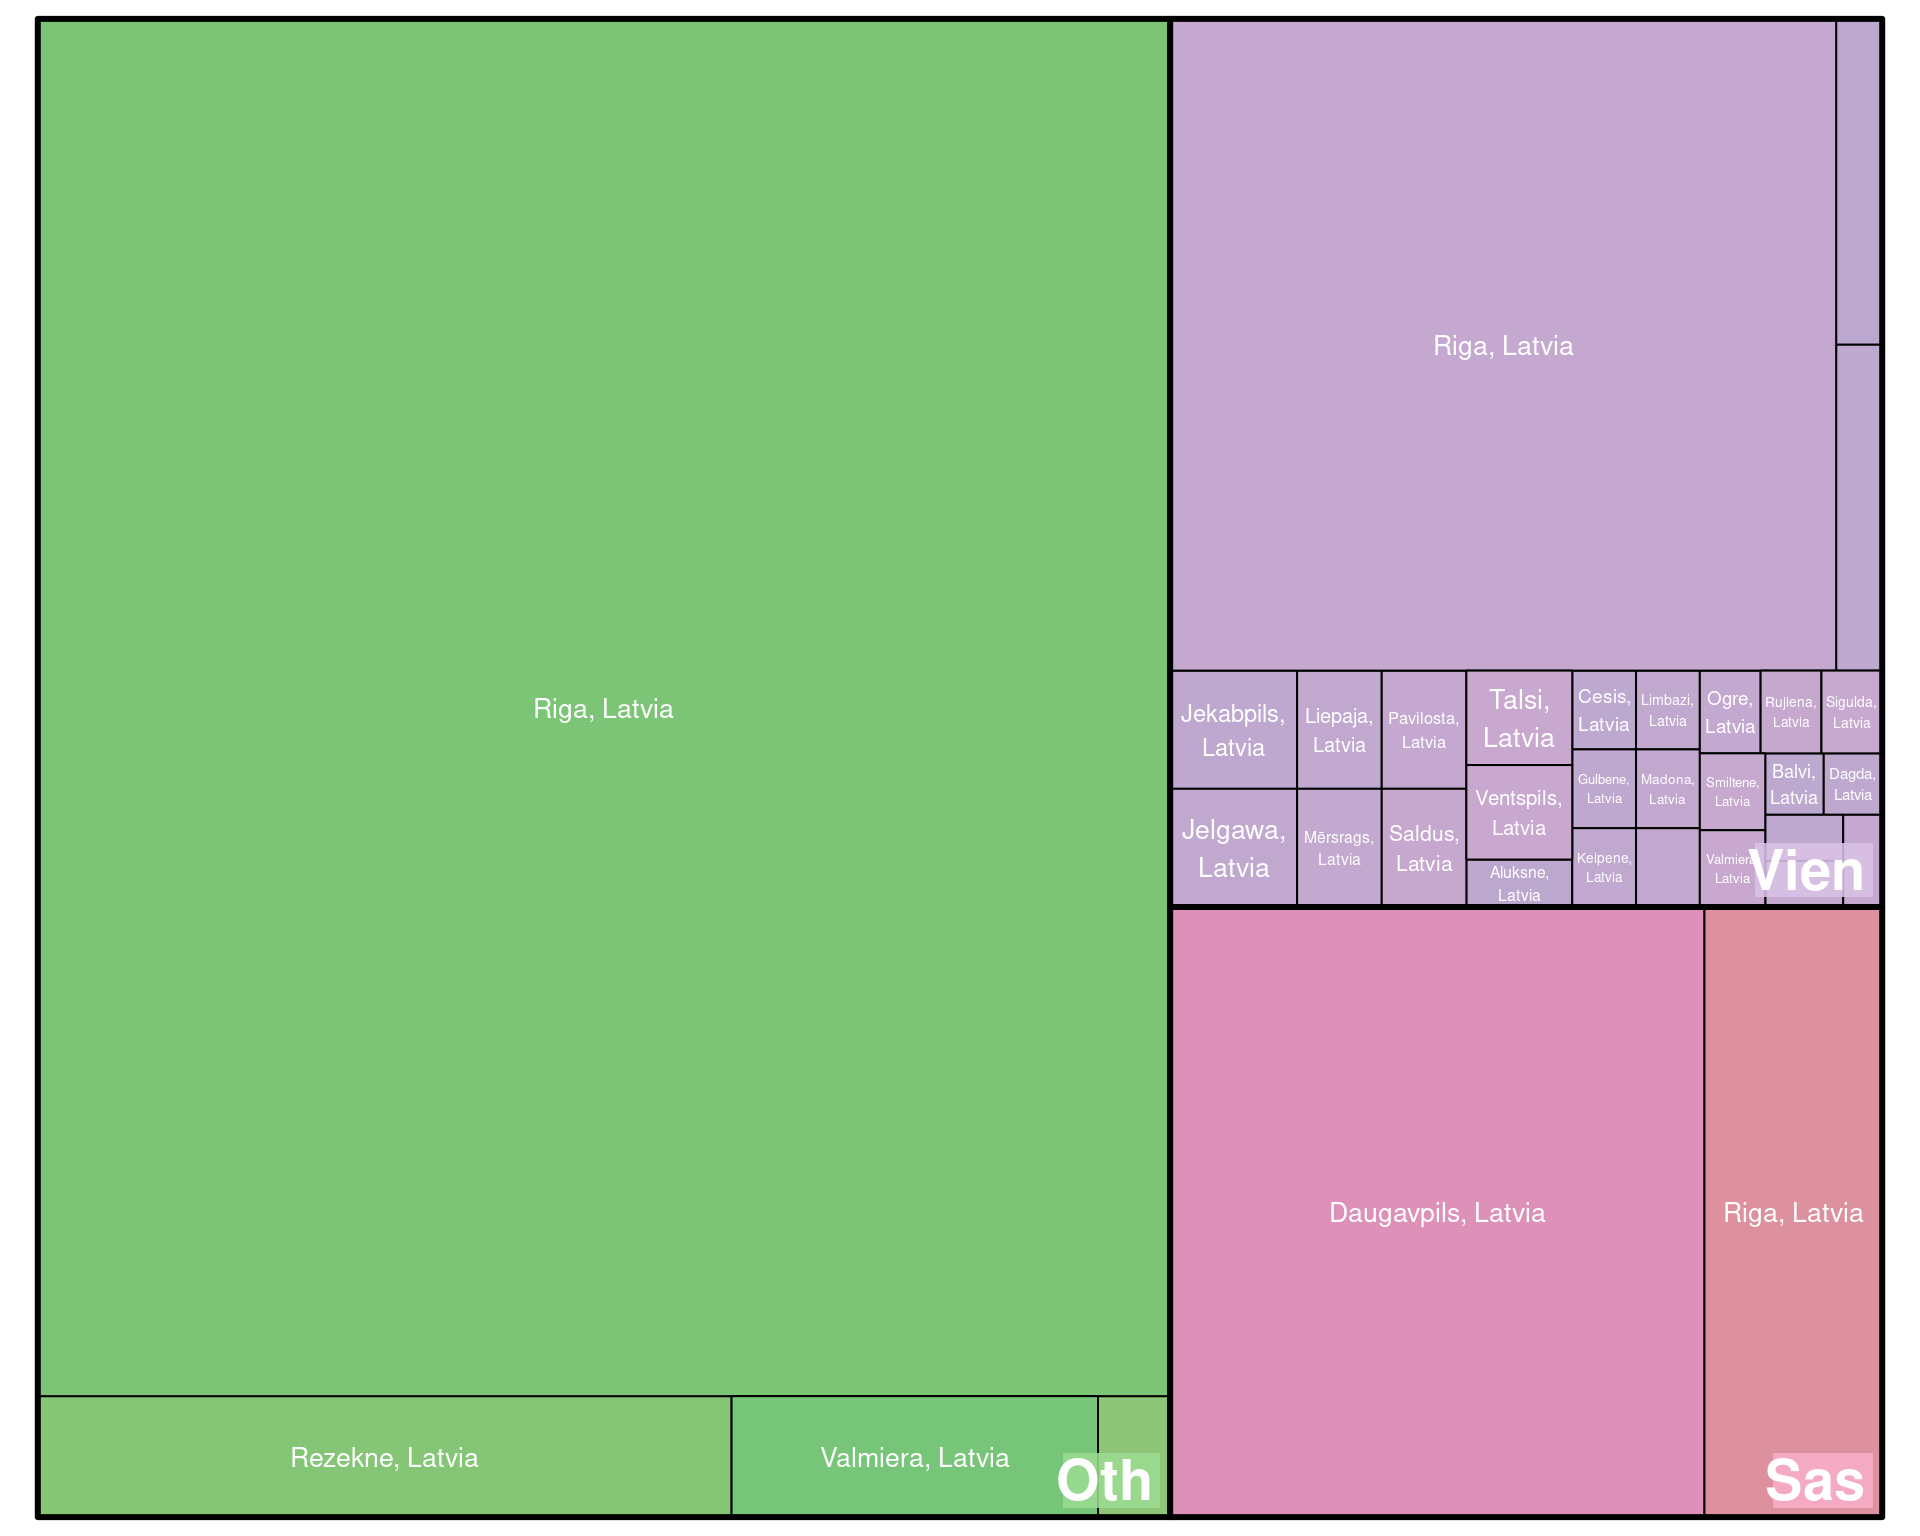 Riga, Latvia
Rezekne, Latvia
Valmiera, Latvia
Oth
Riga, Latvia
Jekabpils,
Latvia
Liepaja,
Latvia
Pavilosta,
Latvia
Talsi,
Latvia
Cesis,
Latvia
Limbazi,
Latvia
Ogre,
Latvia
Rujiena,
Latvia
Sigulda,
Latvia
Jelgawa,
Latvia
Mērsrags,
Latvia
Saldus,
Latvia
Ventspils,
Latvia
Aluksne,
Latvia
Gulbene,
Latvia
Madona,
Latvia
Keipene,
Latvia
Smiltene,
Latvia
Balvi,
Latvia
Dagda,
Latvia
Valmiera
Latvia
Vien
Daugavpils, Latvia
Riga, Latvia
Sas